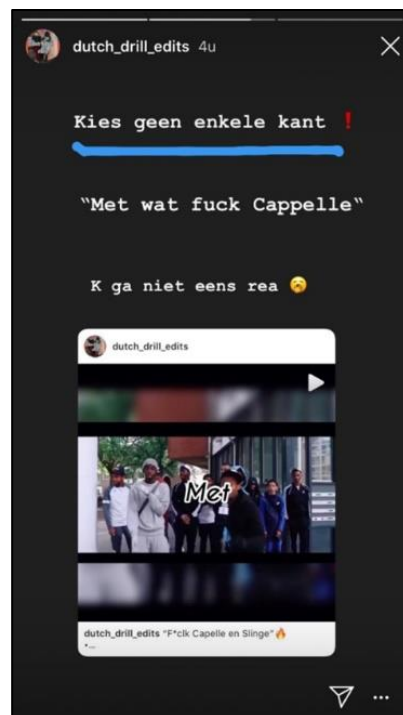 dutch_drill_edits 4u
Kies geen enkele kant ❗
“Met wat fuck Cappelle“
K ga niet eens rea 🥱
dutch_drill_edits
Met
dutch_drill_edits "F*clk Capelle en Slinge"🔥
•...